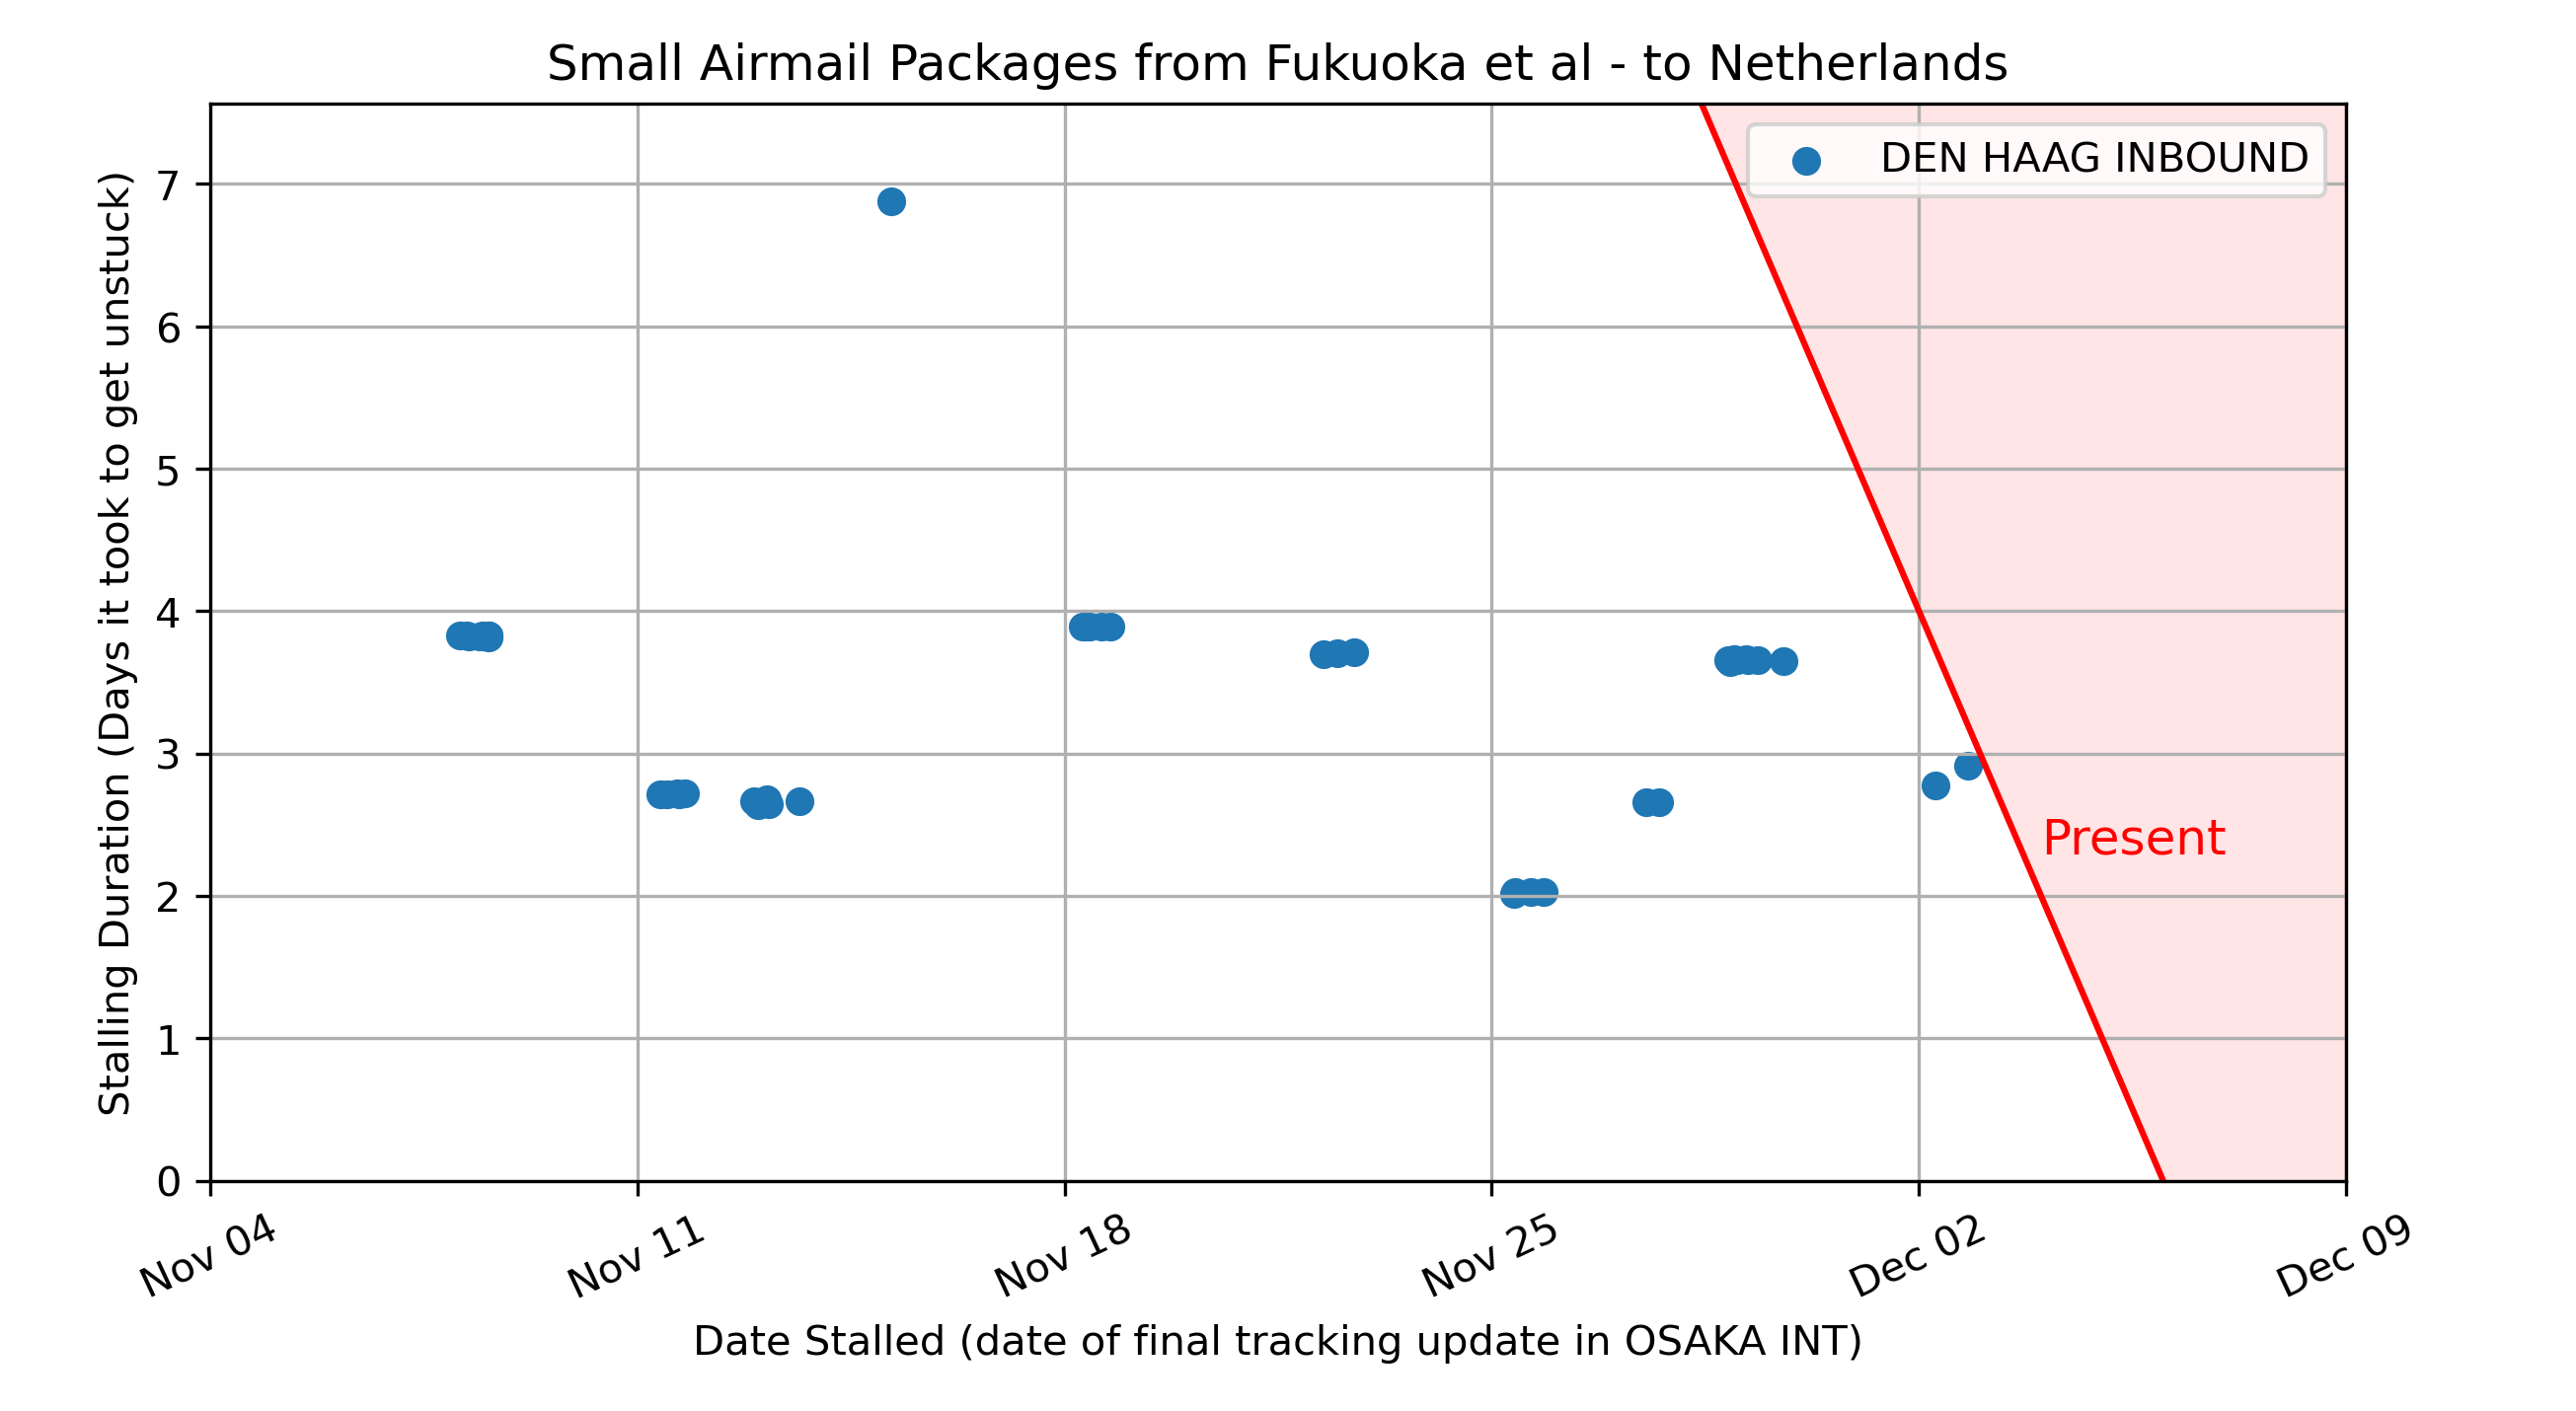 Small Airmail Packages from Fukuoka et al - to Netherlands
DEN HAAG INBOUND
Stalling Duration (Days it took to get unstuck)
7
6
5
4
3
2
1
0
Present
Nov 04
Nov 11
Nov 18
Nov 25
Dec 02
Dec 09
Date Stalled (date of final tracking update in OSAKA INT)